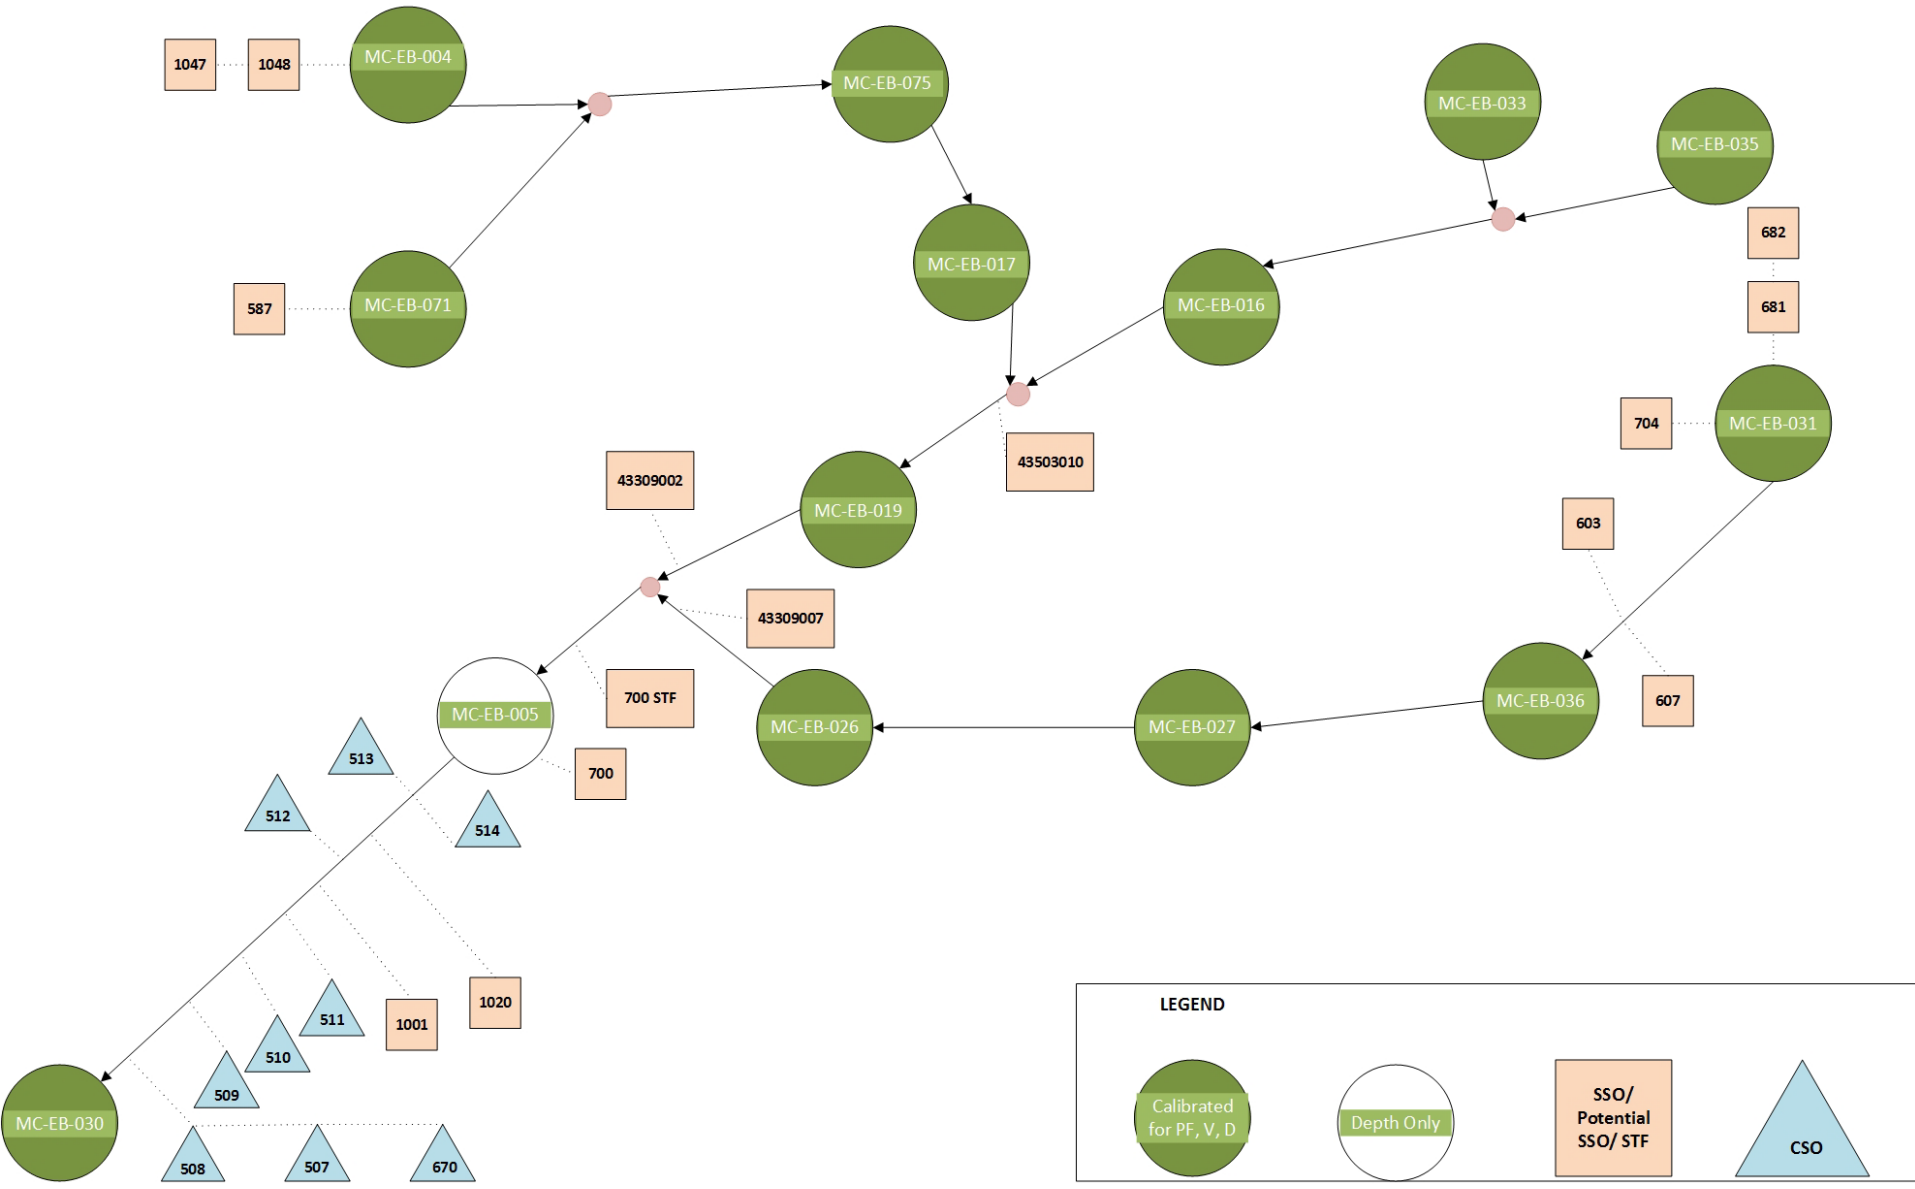 1047
1048
MC-EB-004
MC-EB-075
MC-EB-033
MC-EB-035
682
MC-EB-017
MC-EB-016
587
MC-EB-071
681
704
MC-EB-031
43503010
43309002
MC-EB-019
603
43309007
700 STF
MC-EB-005
MC-EB-026
MC-EB-027
MC-EB-036
607
513
700
512
514
1020
511
1001
510
509
MC-EB-030
508
507
670
LEGEND
Calibrated
for PF, V, D
Depth Only
SSO/
Potential
SSO/ STF
CSO